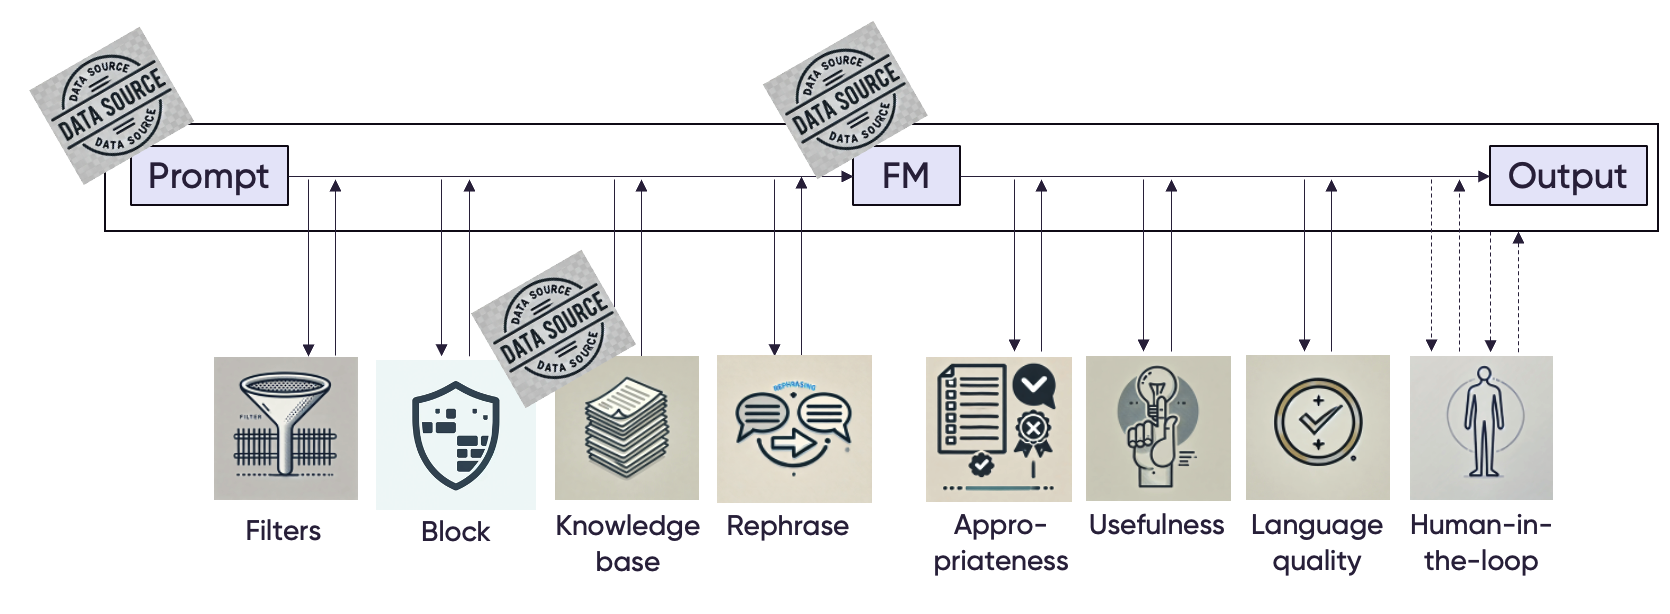 DATA SOURCE
DATA SOURCE
DATA SOURCE
DATA SOURCE
DATA SOURCE
DATA SOURCE
Prompt
FM
Output
DATA SOURCE
DATA SOURCE
DATA SOURCE
FILTER
REPHRASING
Filters
Block
Knowledge
base
Rephrase
Appro-
priateness
Usefulness
Language
quality
Human-in-
the-loop